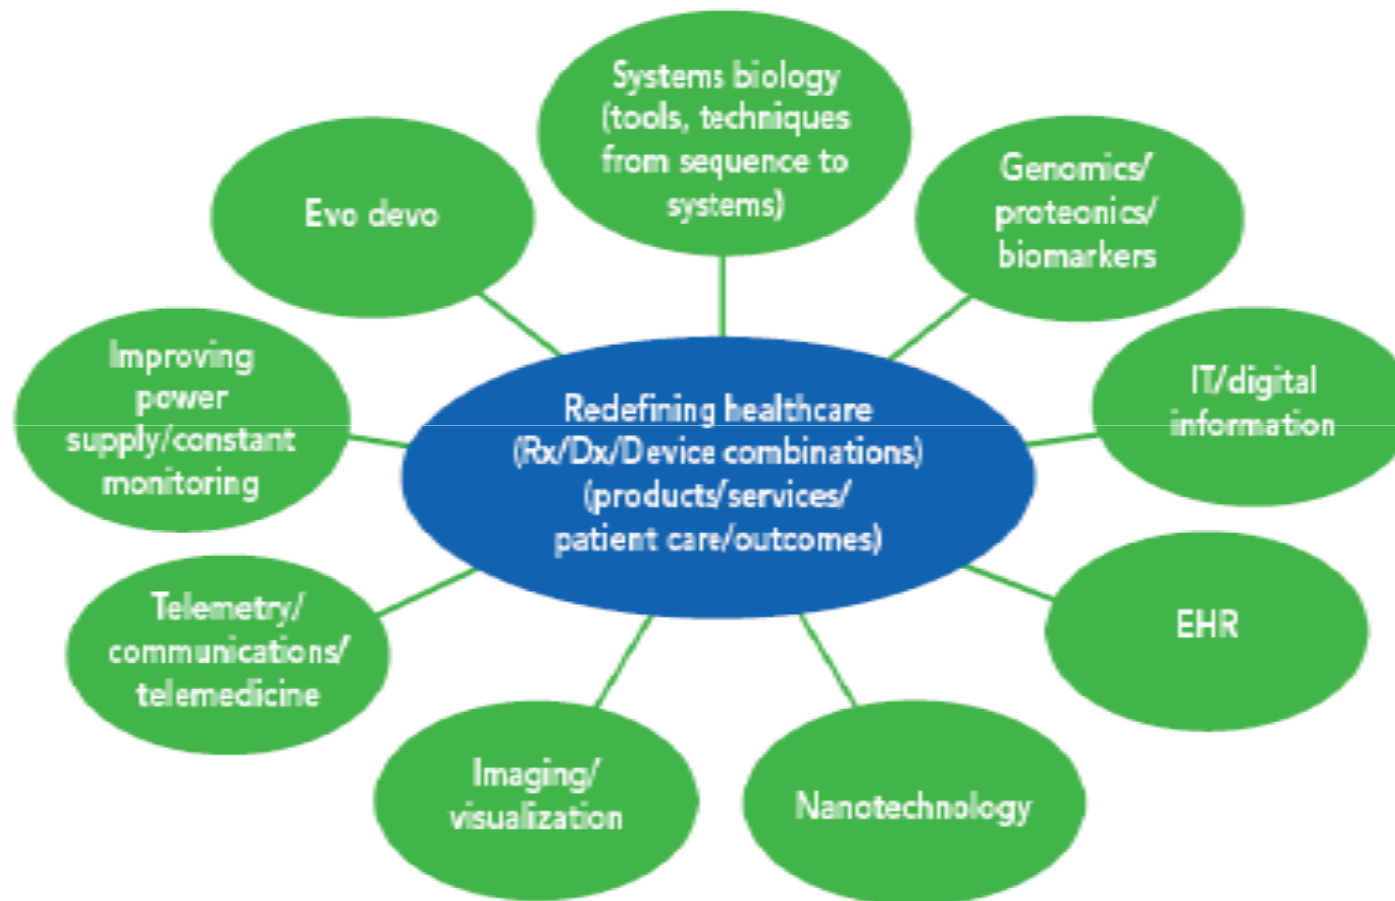 Systems biology
(tools, techniques
from sequence to
systems)
Genomics/
proteonics/
biomarkers
Evo devo
IT/digital
information
Improving
power
supply/constant
monitoring
Redefining healthcare
(Rx/Dx/Device combinations)
(products/services/
patient care/outcomes)
EHR
Telemetry/
communications/
telemedicine
Imaging/
visualization
Nanotechnology